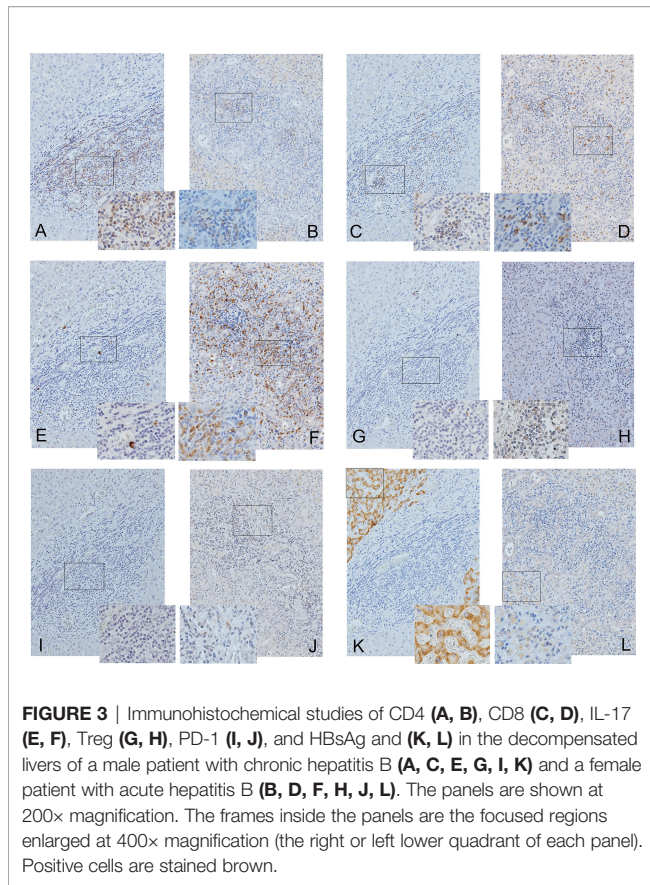 A
B
C
D
E
F
G
H
I
J
K
L
FIGURE 3 | Immunohistochemical studies of CD4 (A, B), CD8 (C, D), IL-17
(E, F), Treg (G, H), PD-1 (I, J), and HBsAg and (K, L) in the decompensated
livers of a male patient with chronic hepatitis B (A, C, E, G, I, K) and a female
patient with acute hepatitis B (B, D, F, H, J, L). The panels are shown at
200× magnification. The frames inside the panels are the focused regions
enlarged at 400× magnification (the right or left lower quadrant of each panel).
Positive cells are stained brown.